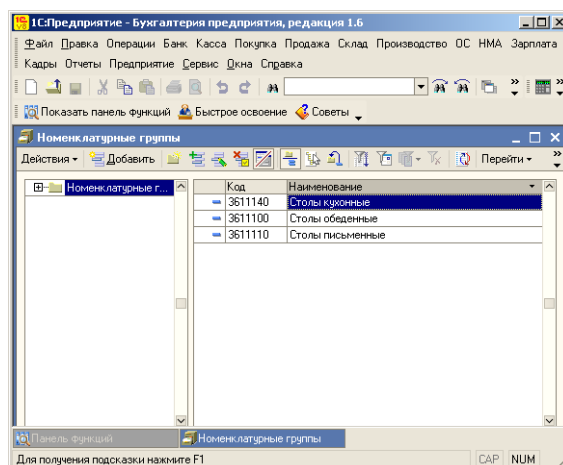 1С:Предприятие - Бухгалтерия предприятия, редакция 1.6
Файл Правка Операции Банк Касса Покупка Продажа Склад Производство ОС НМА Зарплата
Кадры Отчеты Предприятие Сервис Окна Справка
Показать панель функций Быстрое освоение Советы
Номенклатурные группы
Действия Добавить Перейти
Номенклатурные г... Код Наименование
3611140 Столы кухонные
3611100 Столы обеденные
3611110 Столы письменные
Панель функций Номенклатурные группы
Для получения подсказки нажмите F1 CAP NUM